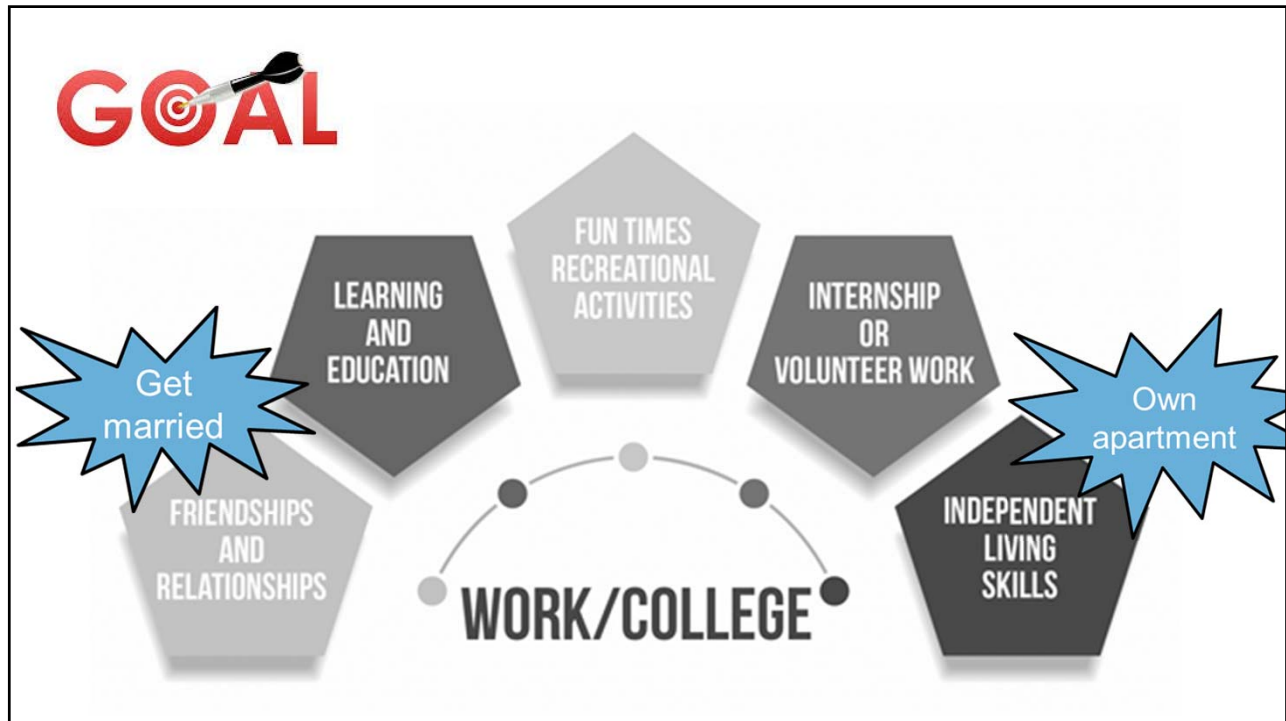 GOAL
FUN TIMES
RECREATIONAL
ACTIVITIES
LEARNING
AND
EDUCATION
INTERNSHIP
OR
VOLUNTEER WORK
Get
married
Own
apartment
FRIENDSHIPS
AND
RELATIONSHIPS
INDEPENDENT
LIVING
SKILLS
WORK/COLLEGE